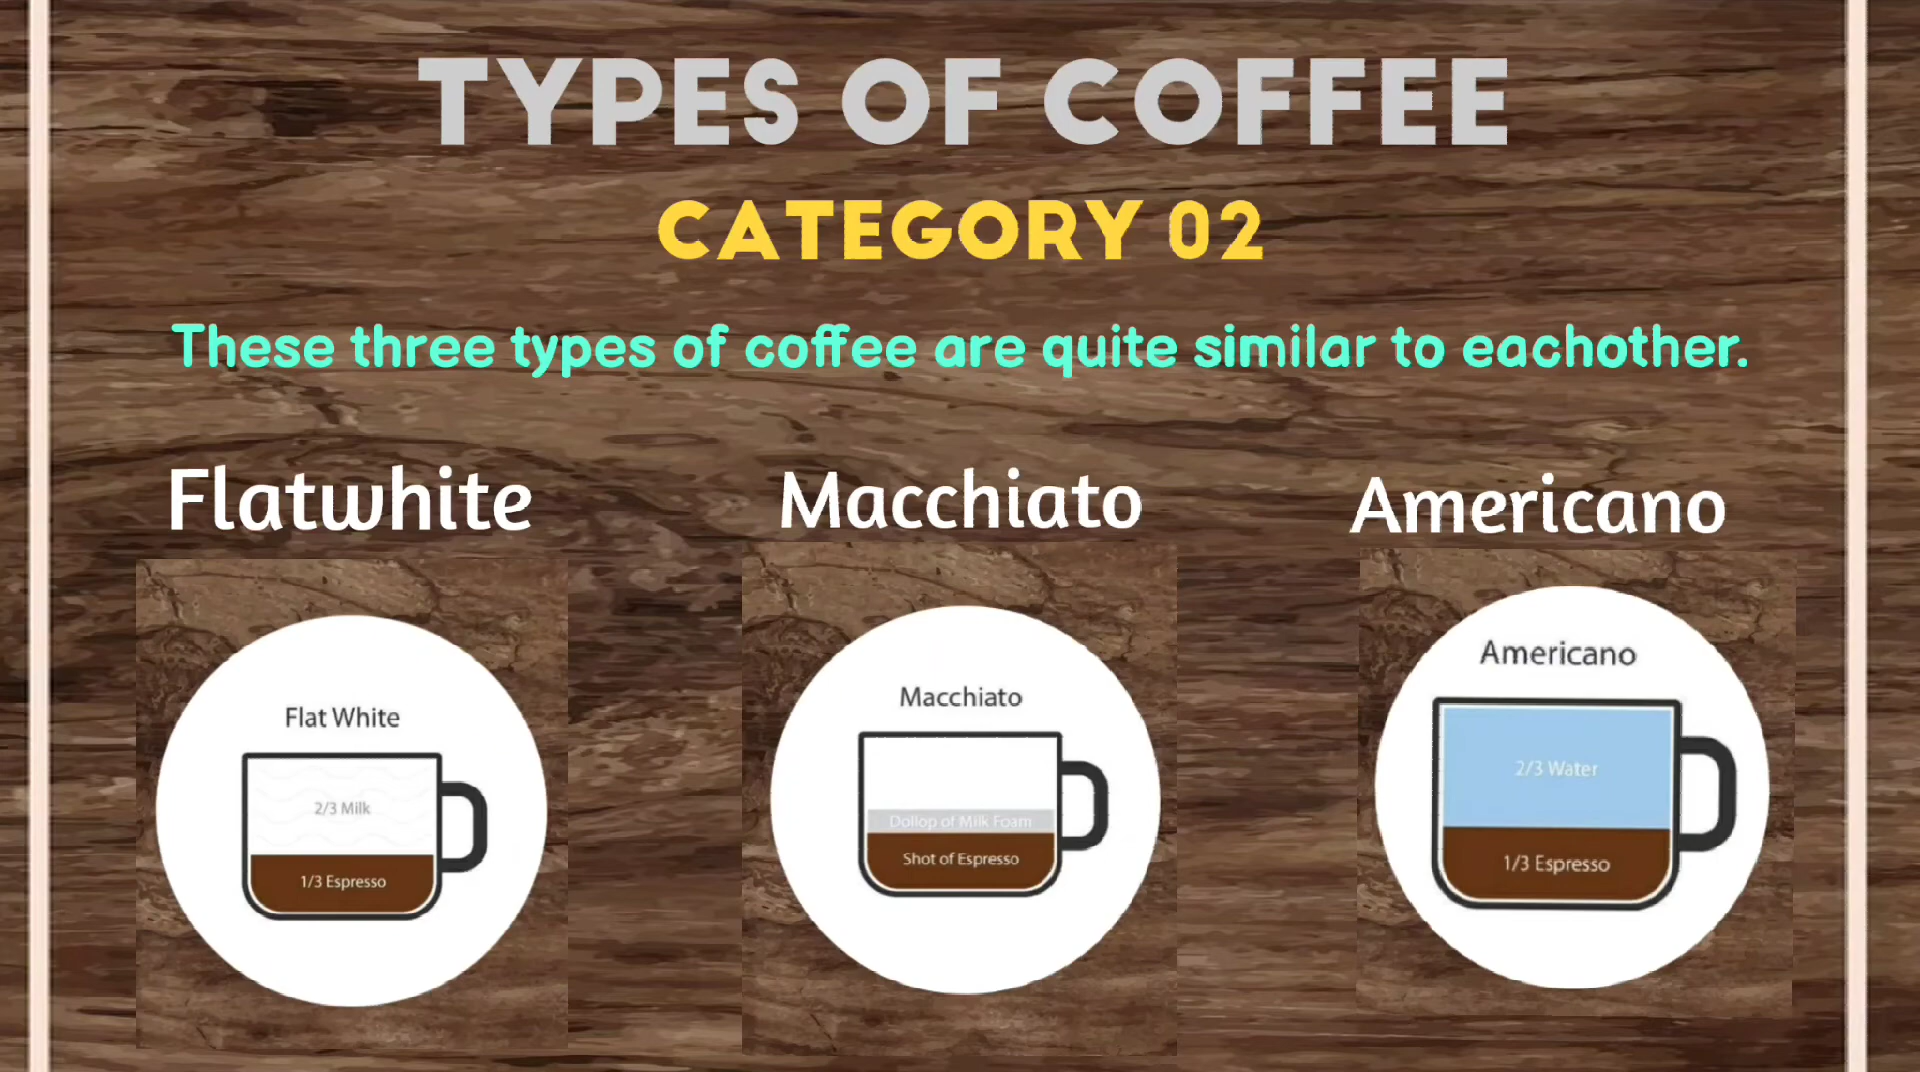 TYPES OF COFFEE
CATEGORY 02
These three types of coffee are quite similar to eachother.
Flatwhite
Macchiato
Americano
Flat White
2/3 Milk
1/3 Espresso
Macchiato
Dollop of Milk Foam
Shot of Espresso
Americano
2/3 Water
1/3 Espresso